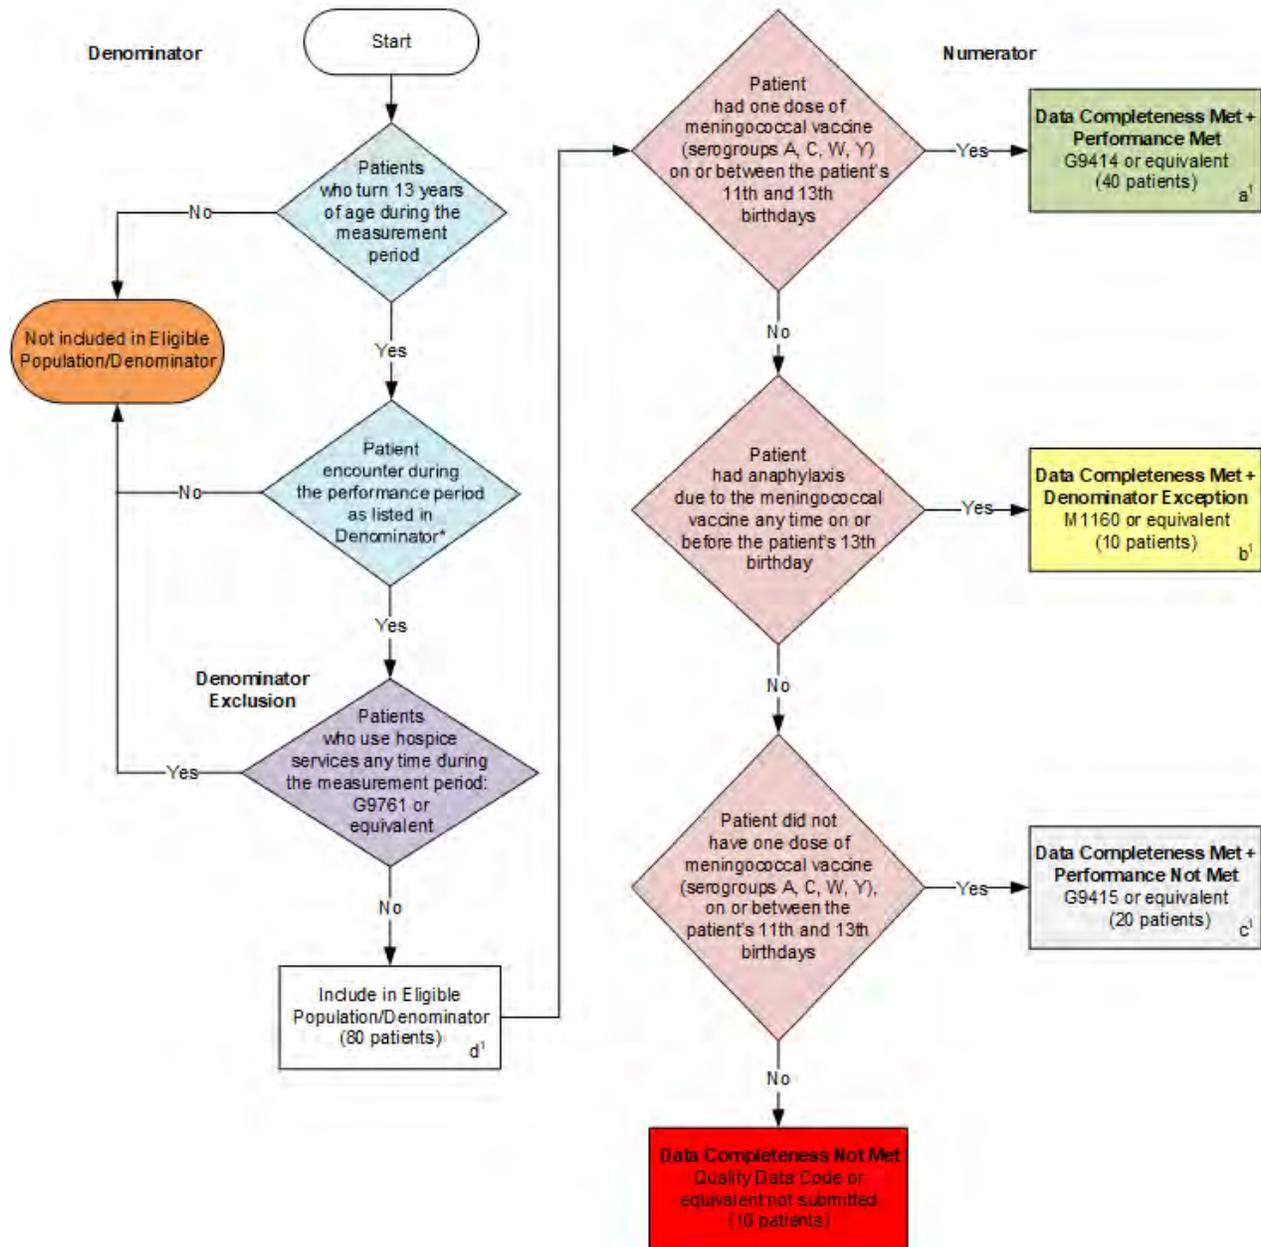 Denominator
Start
Patients
who turn 13 years
of age during the
measurement
period
No
Not included in Eligible
Population/Denominator
Yes
Patient
encounter during
the performance period
as listed in
Denominator*
No
Yes
Denominator
Exclusion
Patients
who use hospice
services any time during
the measurement period:
G9761 or
equivalent
Yes
No
Include in Eligible
Population/Denominator
(80 patients)
d¹
Numerator
Patient
had one dose of
meningococcal vaccine
(serogroups A, C, W, Y)
on or between the patient's
11th and 13th
birthdays
Yes
Data Completeness Met +
Performance Met
G9414 or equivalent
(40 patients)
a¹
No
Patient
had anaphylaxis
due to the meningococcal
vaccine any time on or
before the patient's 13th
birthday
Yes
Data Completeness Met +
Denominator Exception
M1160 or equivalent
(10 patients)
b¹
No
Patient did not
have one dose of
meningococcal vaccine
(serogroups A, C, W, Y),
on or between the
patient's 11th and 13th
birthdays
Yes
Data Completeness Met +
Performance Not Met
G9415 or equivalent
(20 patients)
c¹
No
Data Completeness Not Met
Quality Data Code or
equivalent not submitted
(10 patients)